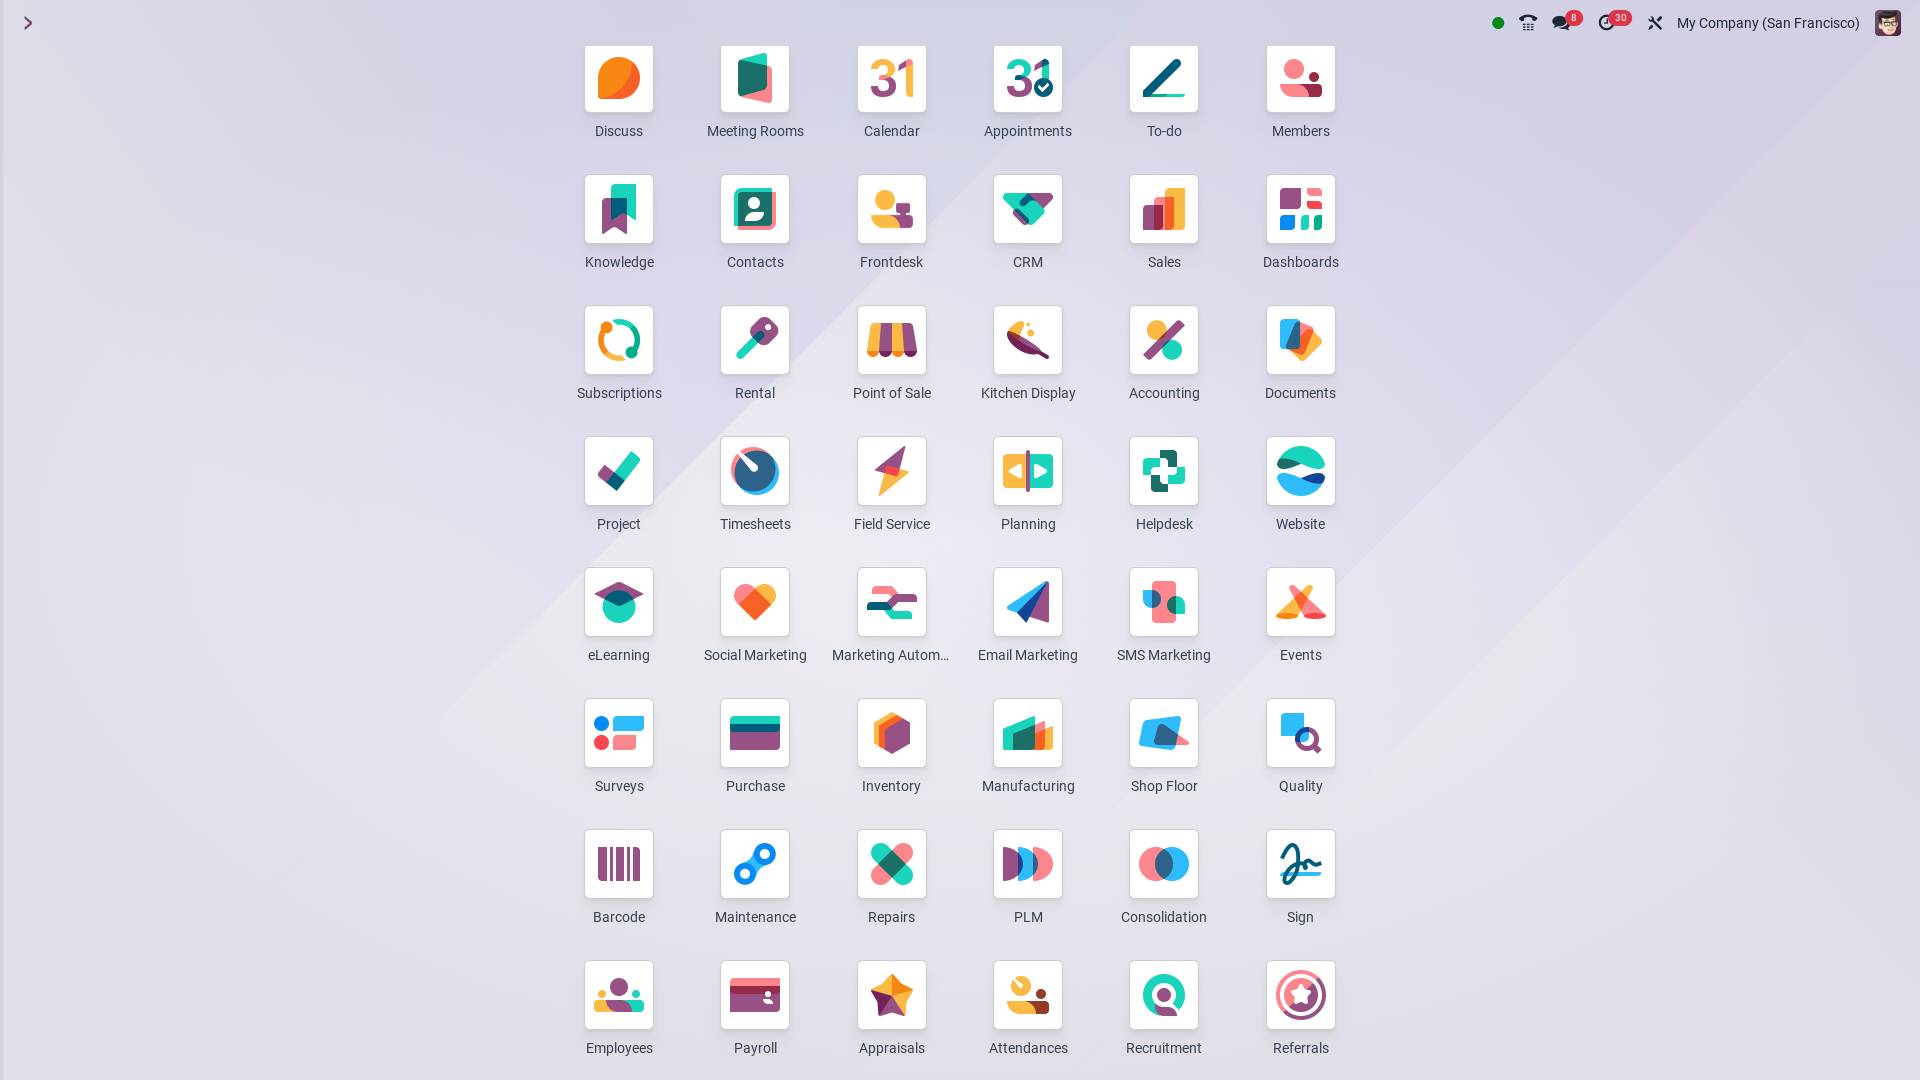 8
30
My Company (San Francisco)
Discuss
Meeting Rooms
31
Calendar
31
Appointments
To-do
Members
Knowledge
Contacts
Frontdesk
CRM
Sales
Dashboards
Subscriptions
Rental
Point of Sale
Kitchen Display
Accounting
Documents
Project
Timesheets
Field Service
Planning
Helpdesk
Website
eLearning
Social Marketing
Marketing Autom...
Email Marketing
SMS Marketing
Events
Surveys
Purchase
Inventory
Manufacturing
Shop Floor
Quality
Barcode
Maintenance
Repairs
PLM
Consolidation
Sign
Employees
Payroll
Appraisals
Attendances
Recruitment
Referrals